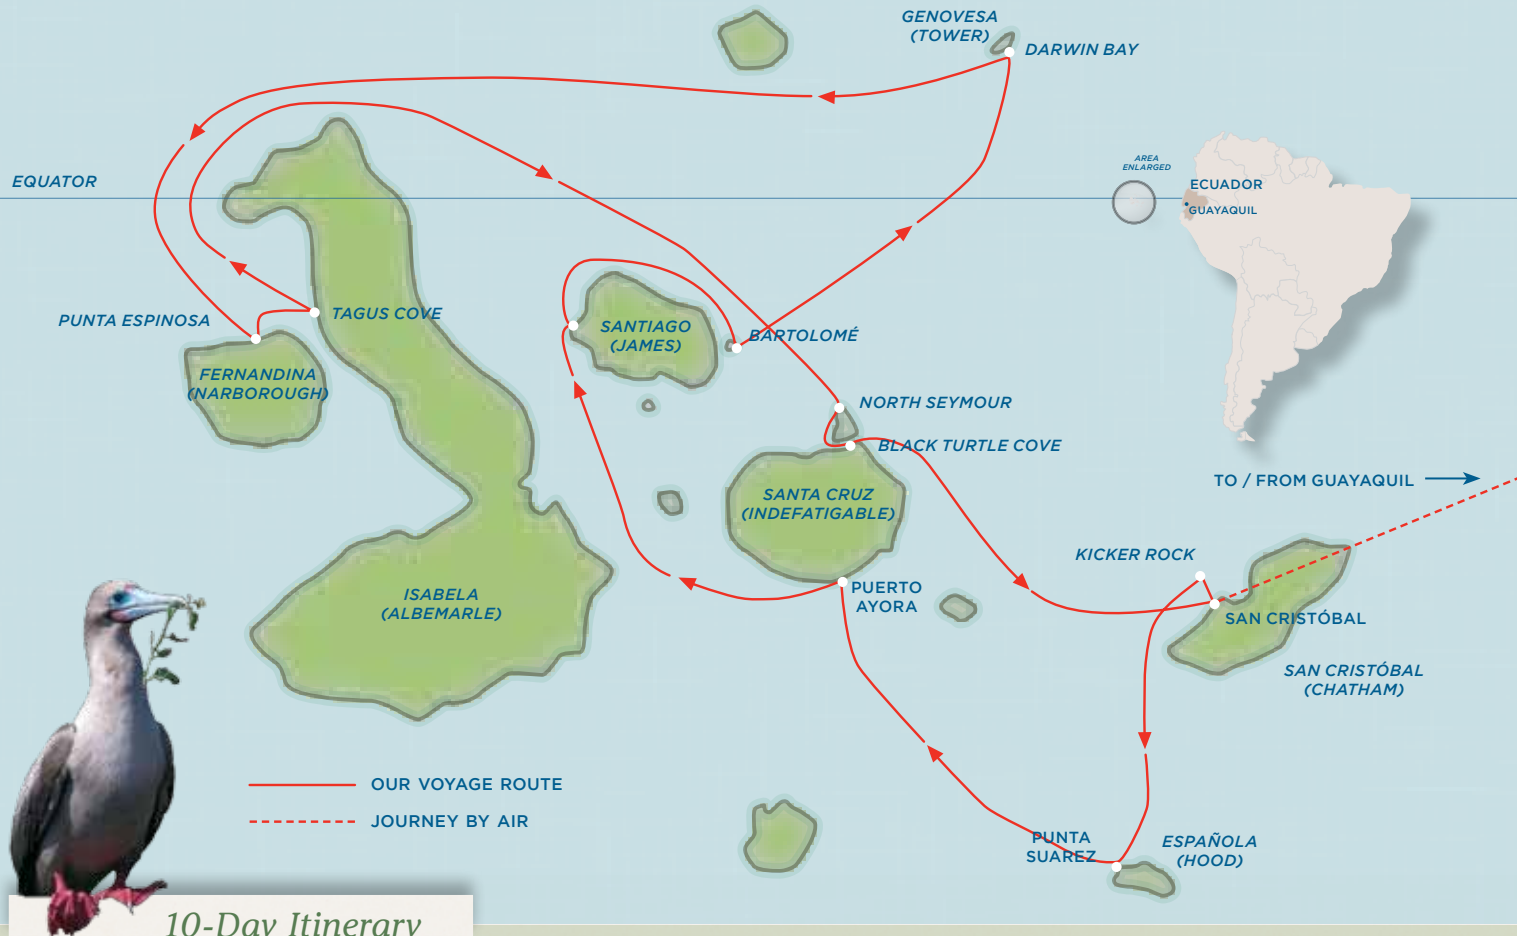 GENOVESA
(TOWER)
DARWIN BAY
AREA
ENLARGED
EQUATOR
ECUADOR
GUAYAQUIL
PUNTA ESPINOSA
TAGUS COVE
SANTIAGO
(JAMES)
BARTOLOMÉ
FERNANDINA
(NARBOROUGH)
NORTH SEYMOUR
BLACK TURTLE COVE
TO / FROM GUAYAQUIL
SANTA CRUZ
(INDEFATIGABLE)
KICKER ROCK
ISABELA
(ALBEMARLE)
PUERTO
AYORA
SAN CRISTÓBAL
SAN CRISTÓBAL
(CHATHAM)
OUR VOYAGE ROUTE
JOURNEY BY AIR
PUNTA
SUAREZ
ESPAÑOLA
(HOOD)
10-Day Itinerary